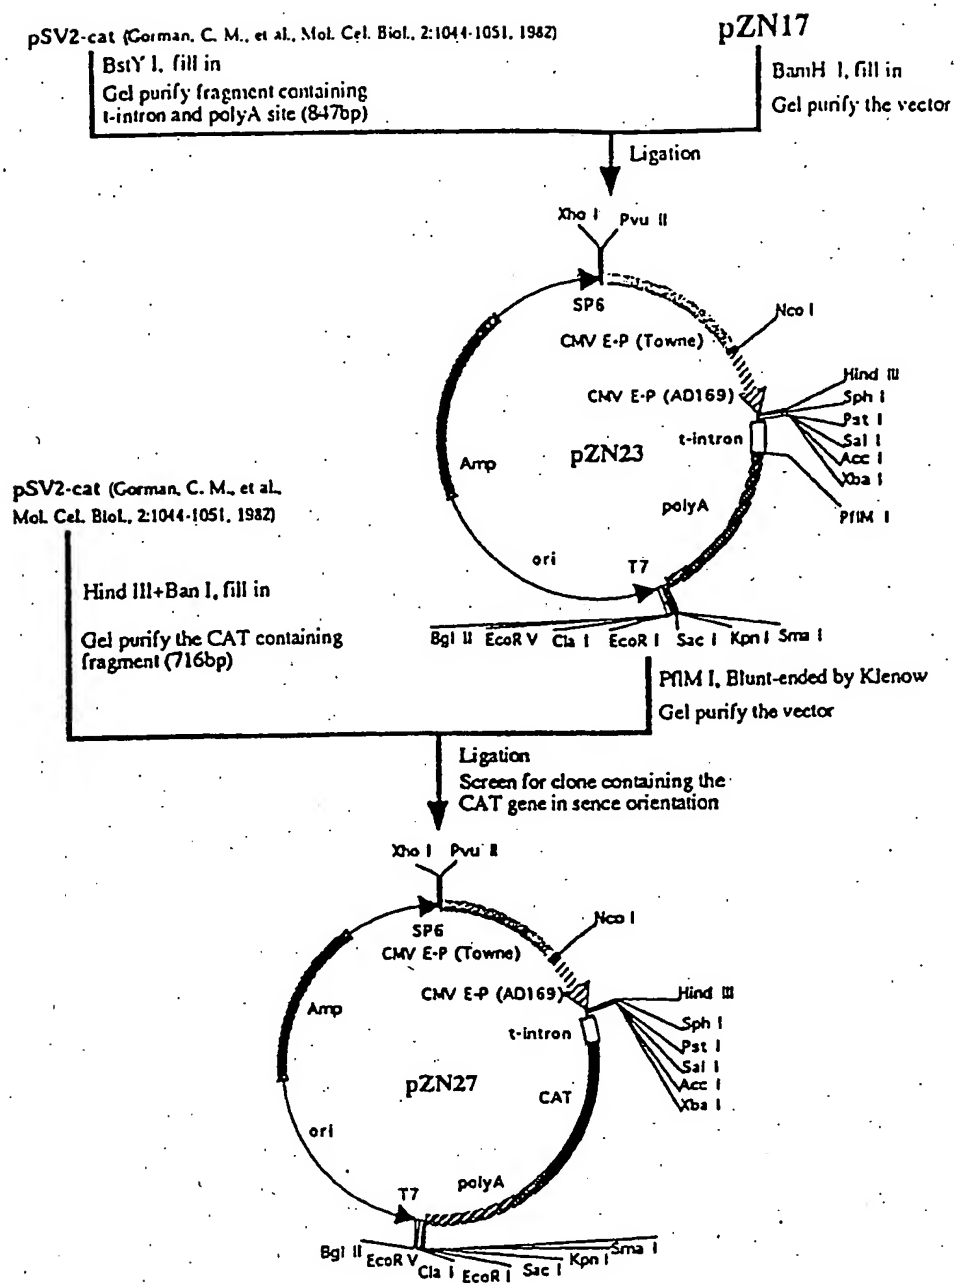 pSV2-cat (Gorman, C. M., et al., Mol. Cel. Biol., 2:1044-1051, 1982)
pZN17
BstY I, fill in
Gel purify fragment containing
t-intron and polyA site (847bp)
BamH I, fill in
Gel purify the vector
Ligation
Xho I
Pvu II
SP6
Nco I
CMV E-P (Towne)
CMV E-P (AD169)
Hind III
Sph I
Pst I
Sal I
Acc I
Xba I
PflM I
t-intron
pZN23
Amp
polyA
ori
T7
Bgl II
EcoR V
Cla I
EcoR I
Sac I
Kpn I
Sma I
pSV2-cat (Gorman, C. M., et al.,
Mol. Cel. Biol., 2:1044-1051, 1982)
Hind III+Ban I, fill in
Gel purify the CAT containing
fragment (716bp)
PflM I, Blunt-ended by Klenow
Gel purify the vector
Ligation
Screen for clone containing the
CAT gene in sence orientation
Xho I
Pvu II
SP6
Nco I
CMV E-P (Towne)
CMV E-P (AD169)
Hind III
Sph I
Pst I
Sal I
Acc I
Xba I
t-intron
Amp
pZN27
CAT
ori
polyA
T7
Bgl II
EcoR V
Cla I
EcoR I
Sac I
Kpn I
Sma I